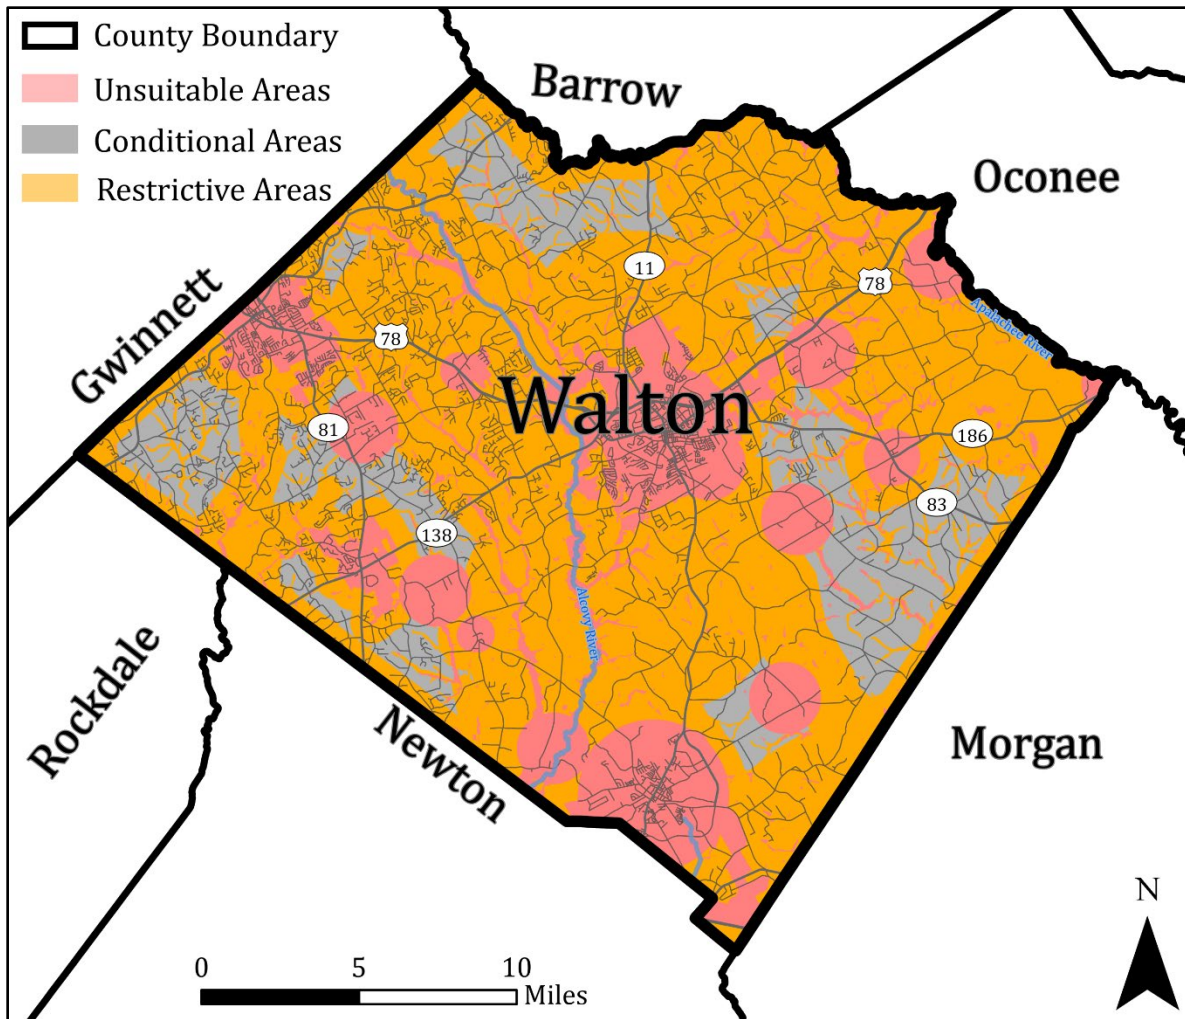 County Boundary
Unsuitable Areas
Conditional Areas
Restrictive Areas
Barrow
Oconee
Gwinnett
11
78
Apalachee River
78
Walton
81
186
83
138
Alcovy River
Rockdale
Newton
Morgan
N
0 5 10
Miles